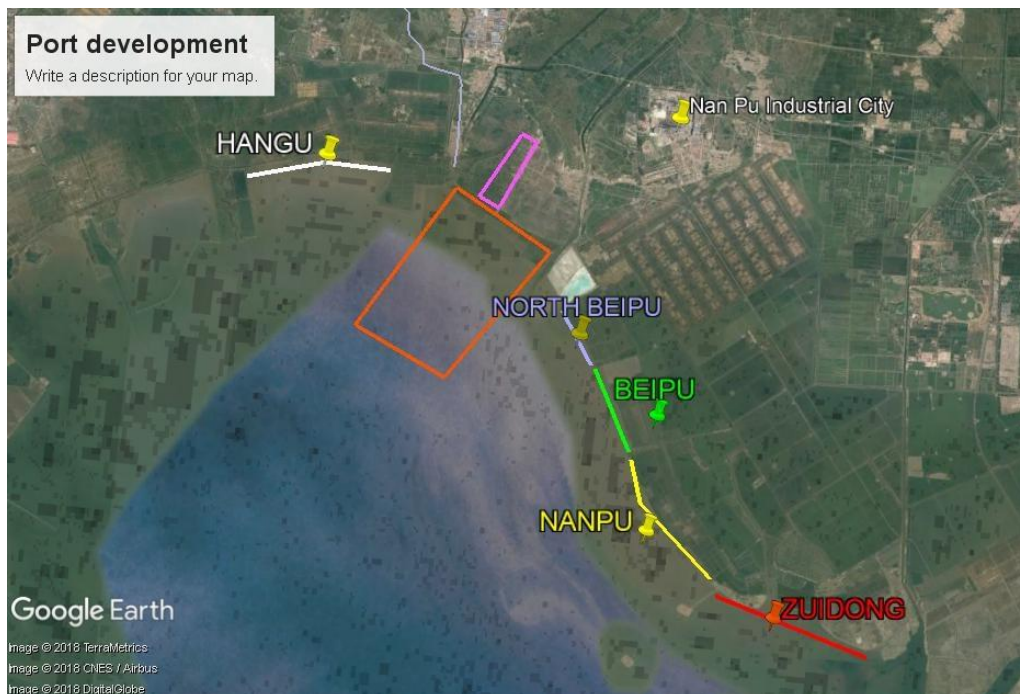 Port development
Write a description for your map.
Nan Pu Industrial City
HANGU
NORTH BEIPU
BEIPU
NANPU
ZUIDONG
Google Earth
Image © 2018 TerraMetrics
Image © 2018 CNES / Airbus
Image © 2018 DigitalGlobe